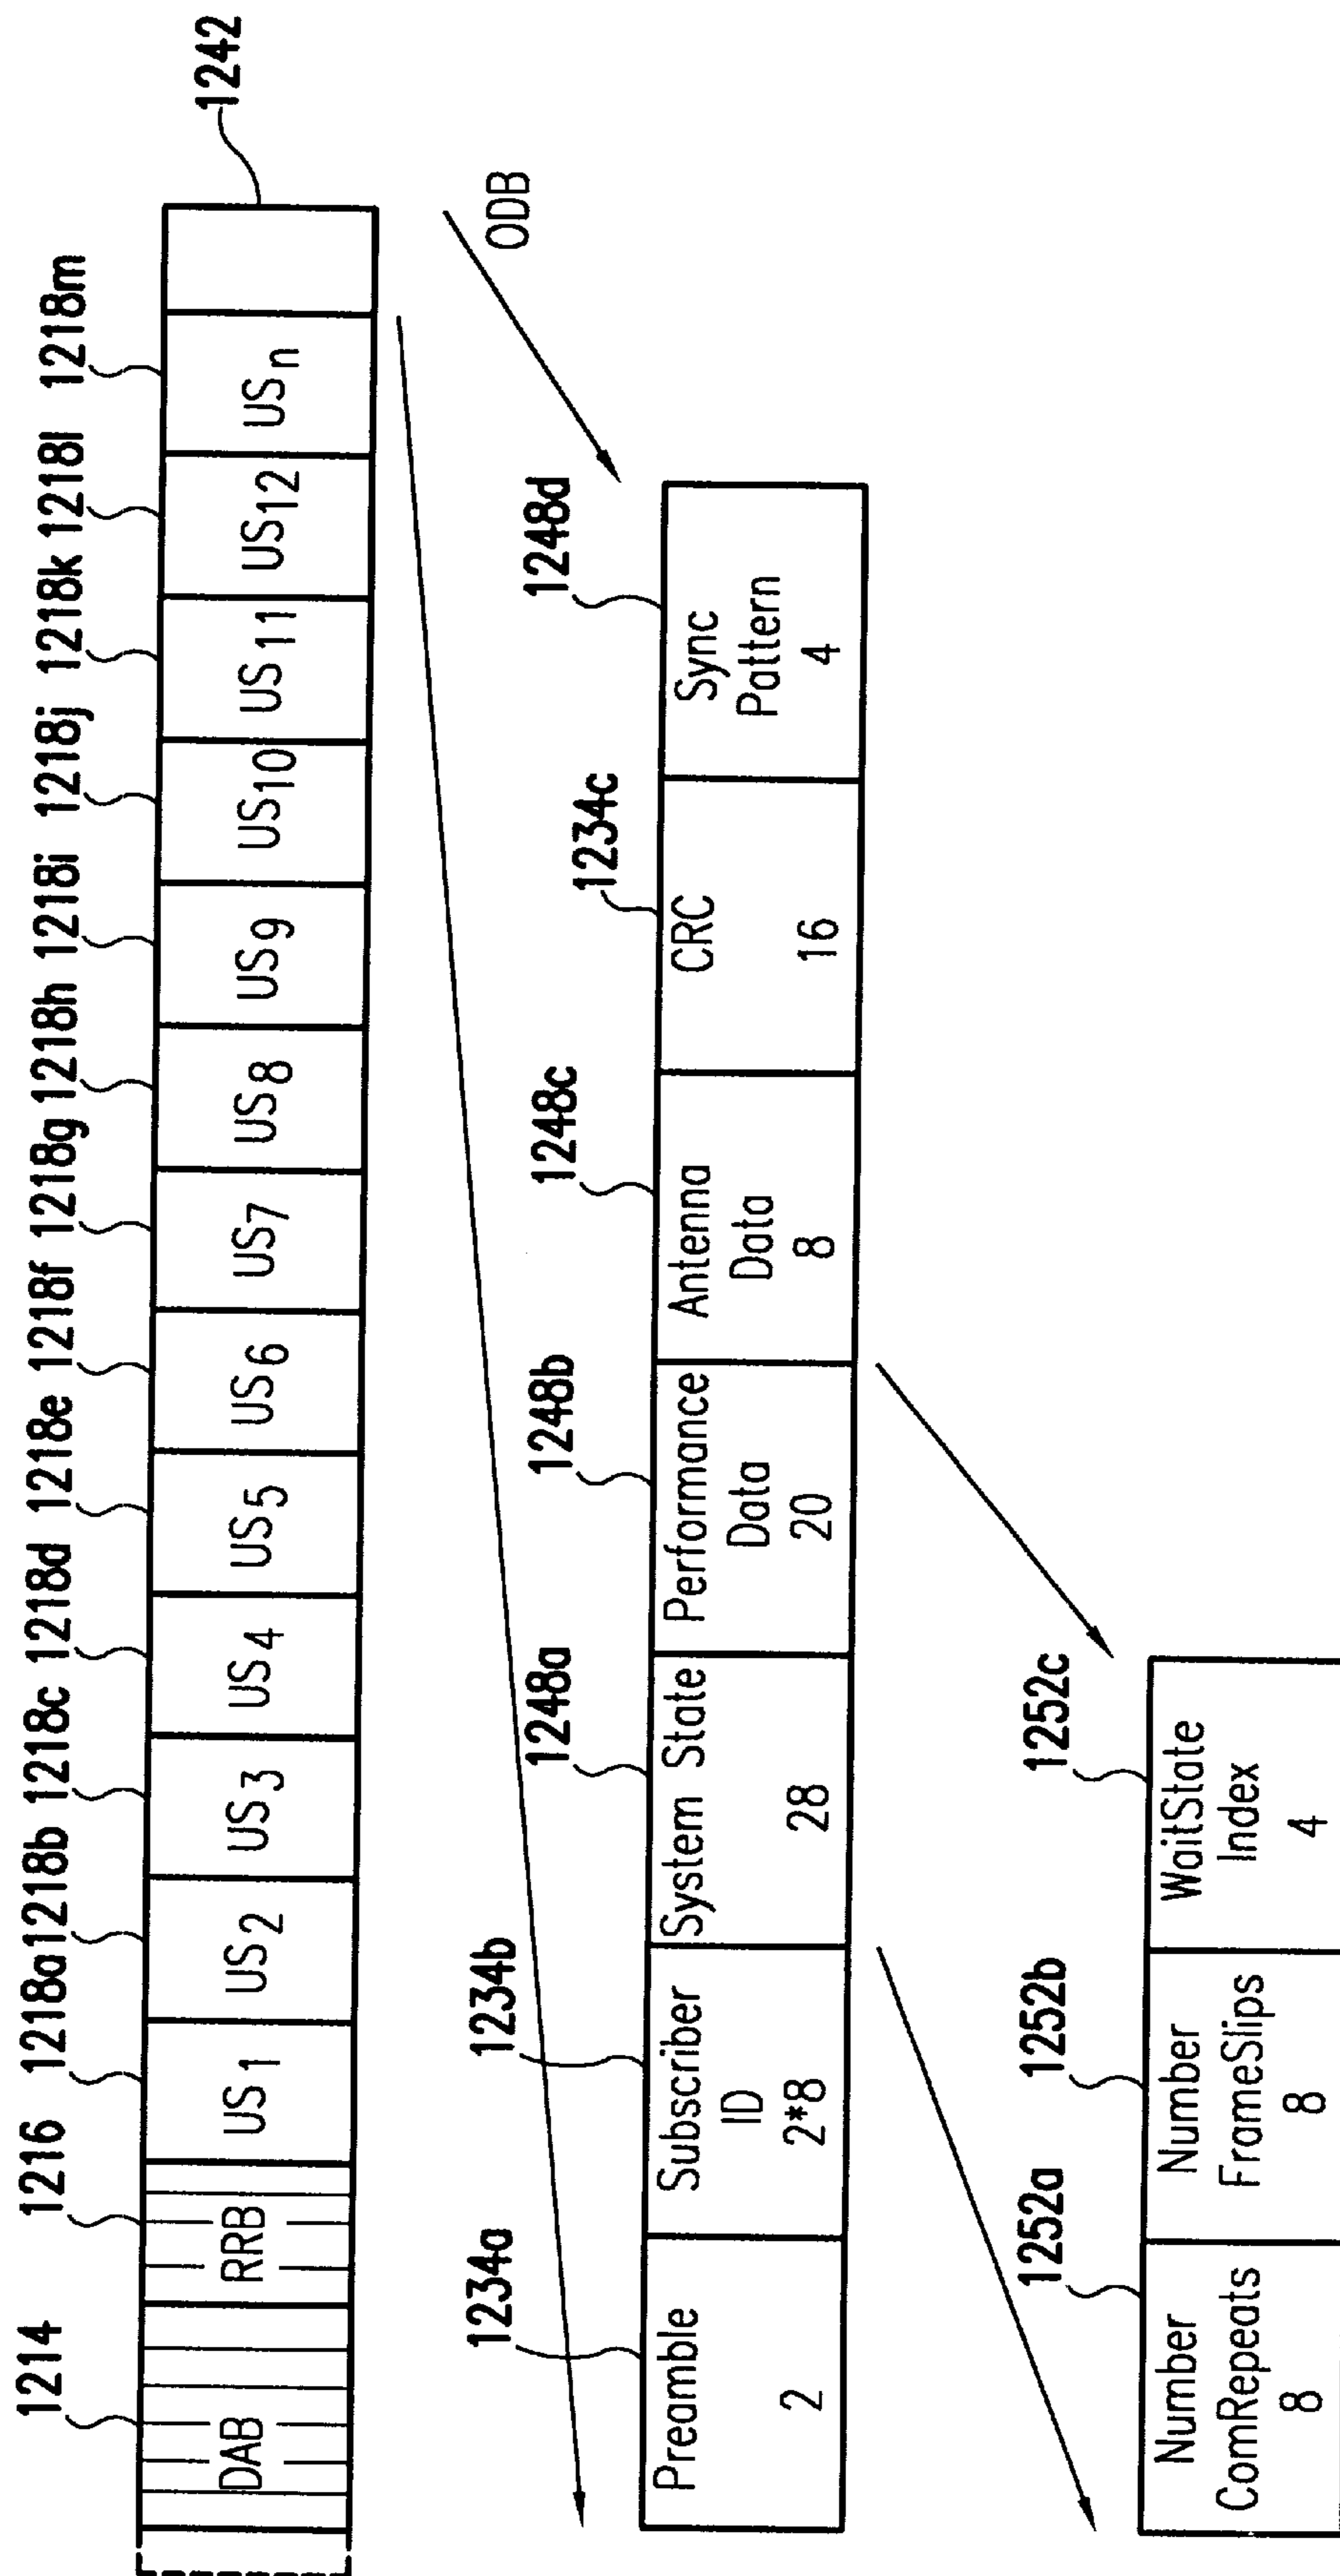 1214 1216 1218a 1218b 1218c 1218d 1218e 1218f 1218g 1218h 1218i 1218j 1218k 1218l 1218m
DAB RRB US1 US2 US3 US4 US5 US6 US7 US8 US9 US10 US11 US12 USn
1242
ODB
1234a 1234b 1248a 1248b 1248c 1234c 1248d
Preamble
2
Subscriber
ID
2*8
System State
28
Performance
Data
20
Antenna
Data
8
CRC
16
Sync
Pattern
4
1252a 1252b 1252c
Number
ComRepeats
8
Number
FrameSlips
8
WaitState
Index
4